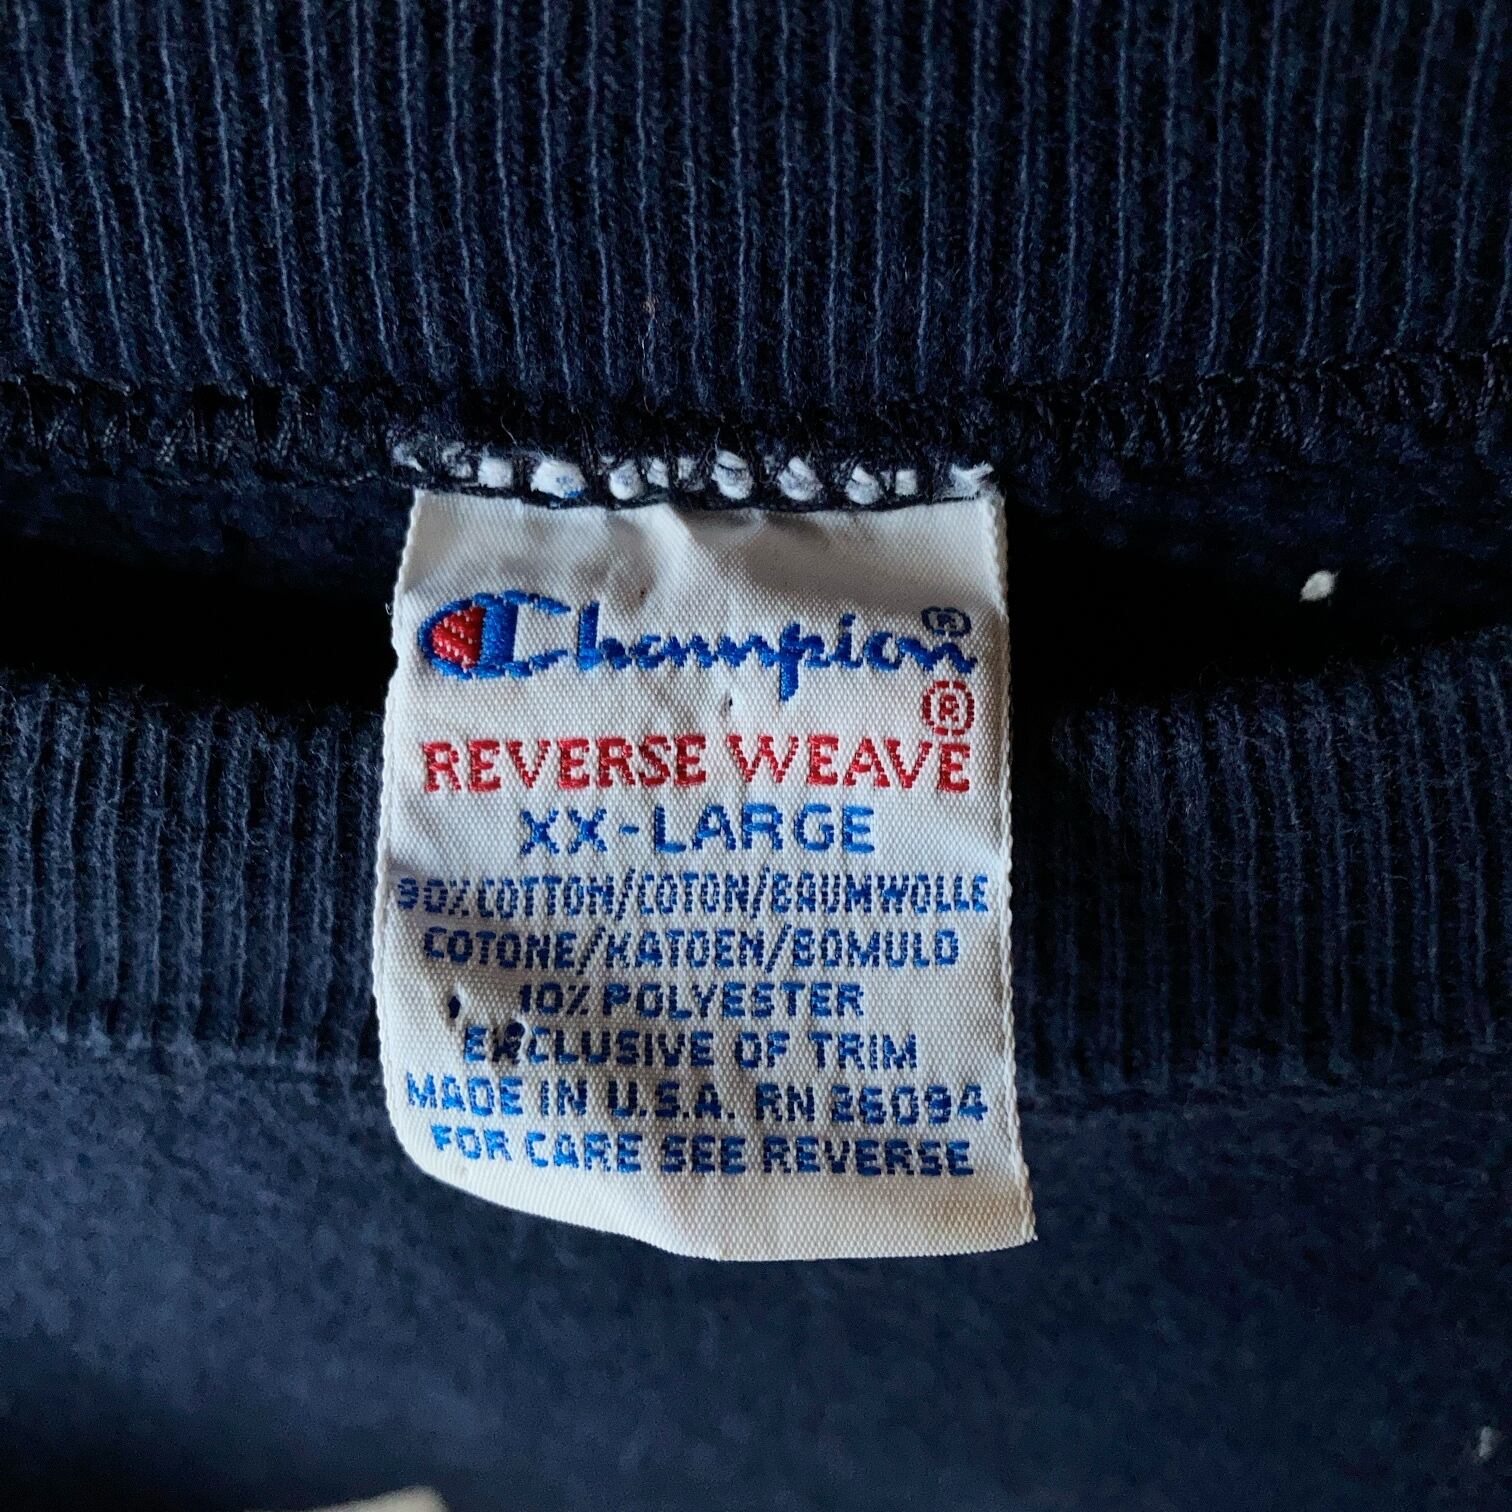 Champion®
®
REVERSE WEAVE
XX-LARGE
90% COTTON/COTON/BAUMWOLLE
COTONE/KATOEN/BOMULD
10% POLYESTER
EXCLUSIVE OF TRIM
MADE IN U.S.A. RN 26094
FOR CARE SEE REVERSE